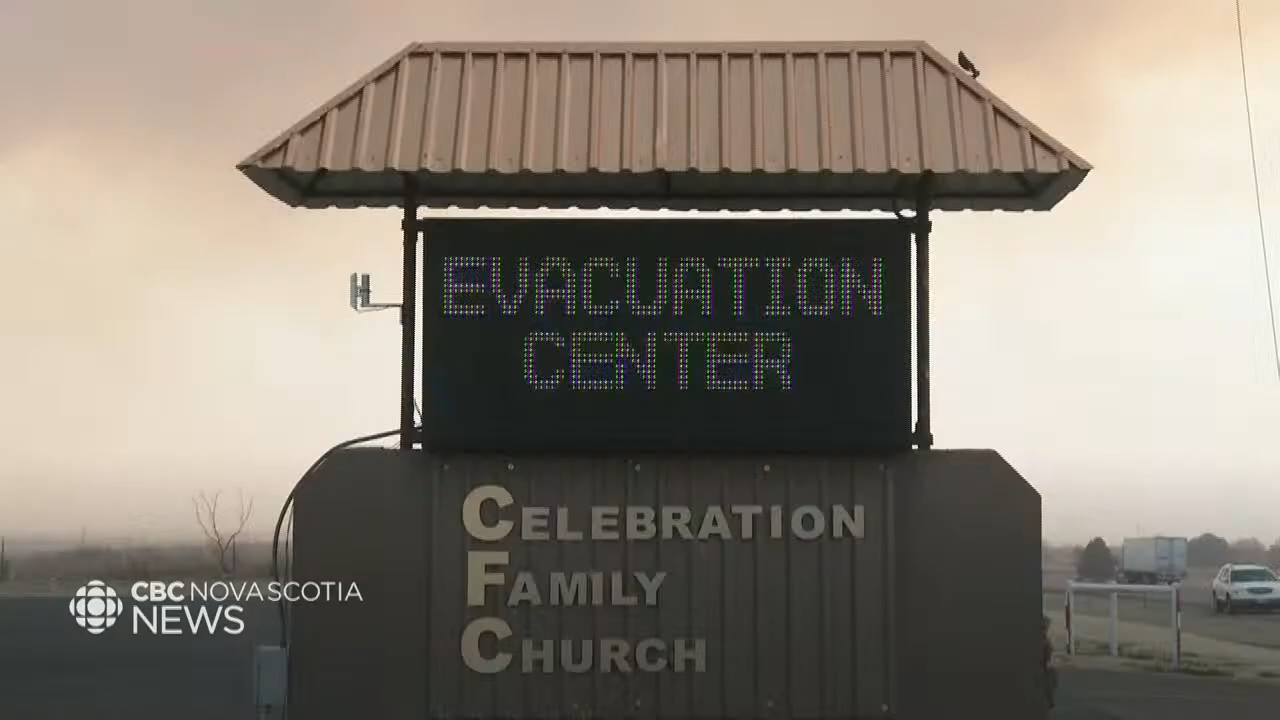 EVACUATION
CENTER
CELEBRATION
FAMILY
CHURCH
CBC NOVA SCOTIA
NEWS